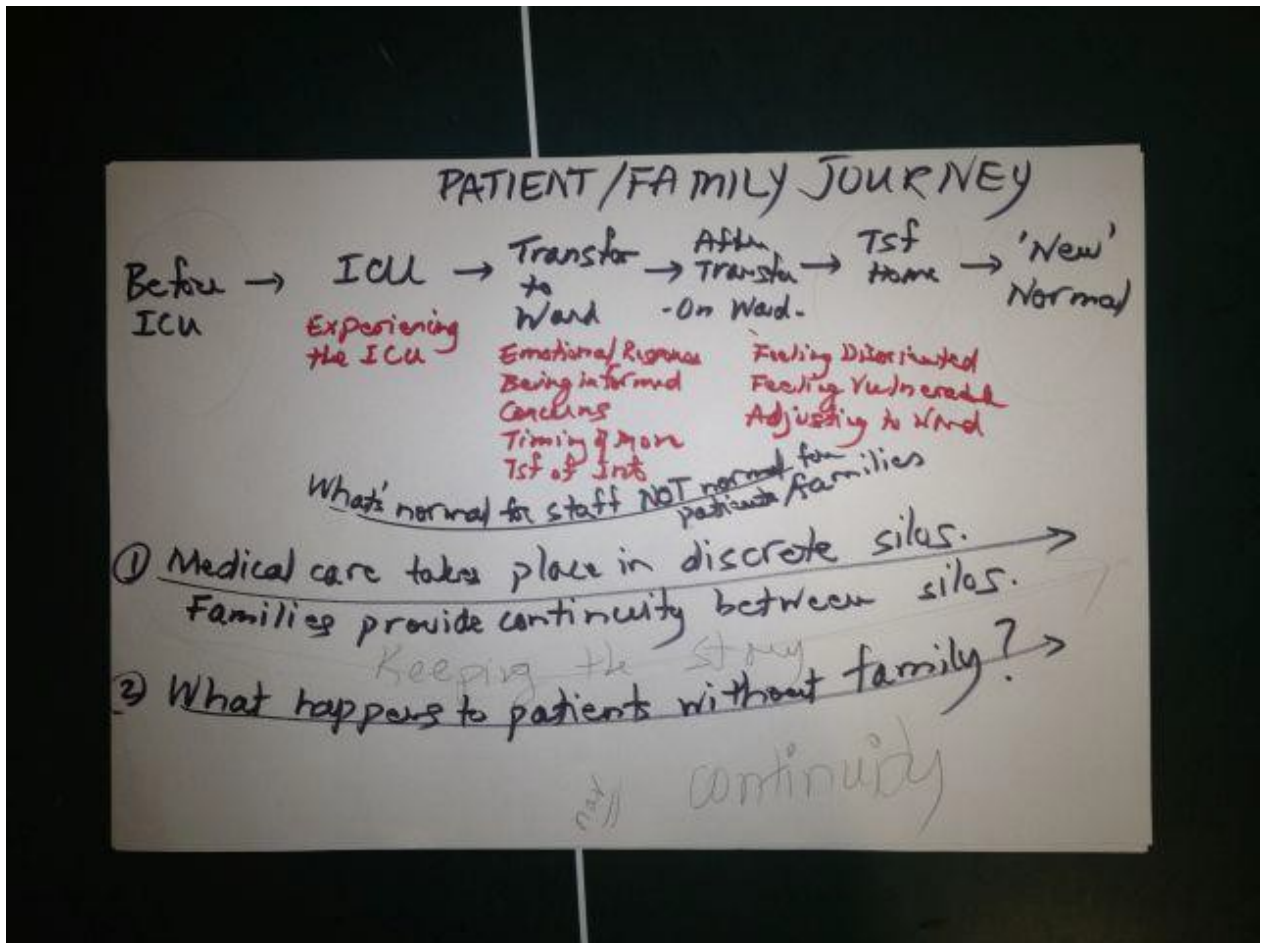 PATIENT/FAMILY JOURNEY
Before ICU → ICU → Transfer to Ward → After Transfer -On Ward- → Tsf Home → 'New' Normal
Experiencing
the ICU
Emotional Response
Being informed
Concerns
Timing &
Tsf of Info
Feeling Disoriented
Feeling Vulnerable
Adjusting to Ward
What's normal for staff NOT normal for
patients/families
① Medical care takes place in discrete silos.
Families provide continuity between silos.
Keeping the story
② What happens to patients without family?
continuity